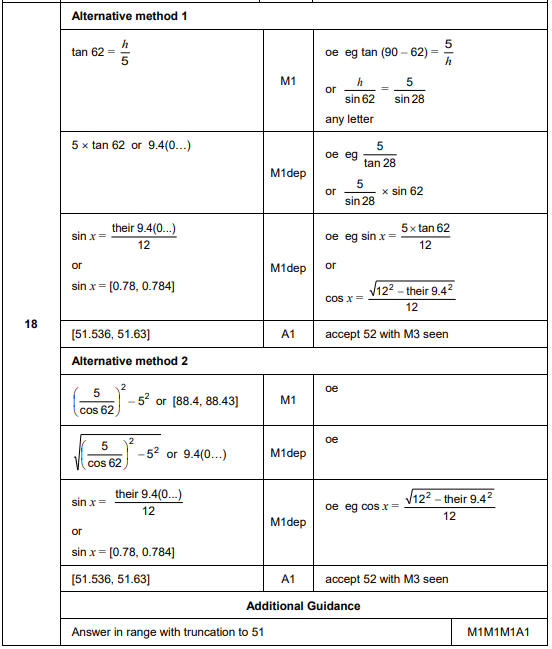 18
Alternative method 1
tan 62 = h/5
M1
oe eg tan (90 – 62) = 5/h
or h/sin 62 = 5/sin 28
any letter
5 × tan 62 or 9.4(0…)
M1dep
oe eg 5/tan 28
or 5/sin 28 × sin 62
sin x = their 9.4(0...)/12
or
sin x = [0.78, 0.784]
M1dep
oe eg sin x = 5 × tan 62/12
or
cos x = √(12² – their 9.4²)/12
[51.536, 51.63]
A1
accept 52 with M3 seen
Alternative method 2
(5/cos 62)² – 5² or [88.4, 88.43]
M1
oe
√((5/cos 62)² – 5²) or 9.4(0…)
M1dep
oe
sin x = their 9.4(0...)/12
or
sin x = [0.78, 0.784]
M1dep
oe eg cos x = √(12² – their 9.4²)/12
[51.536, 51.63]
A1
accept 52 with M3 seen
Additional Guidance
Answer in range with truncation to 51
M1M1M1A1